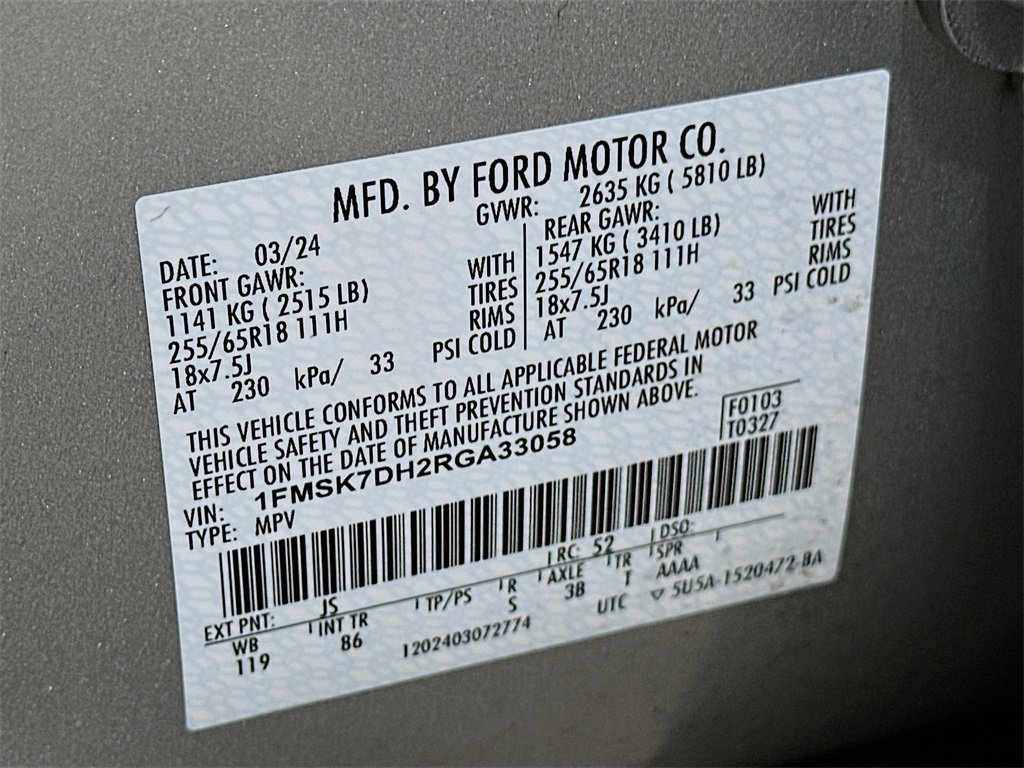 MFD. BY FORD MOTOR CO.
DATE: 03/24 GVWR: 2635 KG ( 5810 LB)
FRONT GAWR: REAR GAWR:
1141 KG ( 2515 LB) WITH 1547 KG ( 3410 LB) WITH
255/65R18 111H TIRES 255/65R18 111H TIRES
18x7.5J RIMS 18x7.5J RIMS
AT 230 kPa/ 33 PSI COLD AT 230 kPa/ 33 PSI COLD
THIS VEHICLE CONFORMS TO ALL APPLICABLE FEDERAL MOTOR
VEHICLE SAFETY AND THEFT PREVENTION STANDARDS IN
EFFECT ON THE DATE OF MANUFACTURE SHOWN ABOVE.
VIN: 1FMSK7DH2RGA33058 F0103
TYPE: MPV T0327
EXT PNT: JS RC: 52 DSO:
WB INT TR TP/PS R AXLE TR SPR
119 86 S 3B T AAAA
1202403072774 UTC ▽ 5U5A-1520472-BA